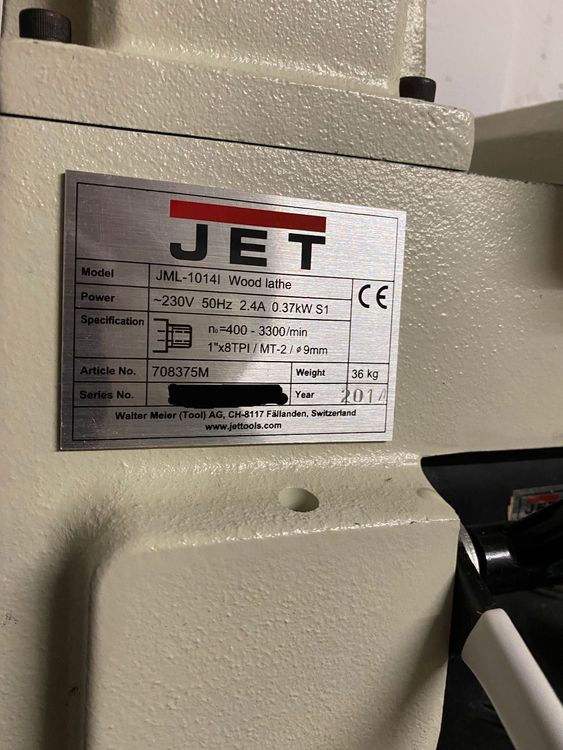 JET
Model JML-1014I Wood lathe
Power ~230V 50Hz 2.4A 0.37kW S1
CE
Specification n₀=400 - 3300/min
1"x8TPI / MT-2 / ø9mm
Article No. 708375M Weight 36 kg
Series No. Year 2014
Walter Meier (Tool) AG, CH-8117 Fällanden, Switzerland
www.jettools.com
JET